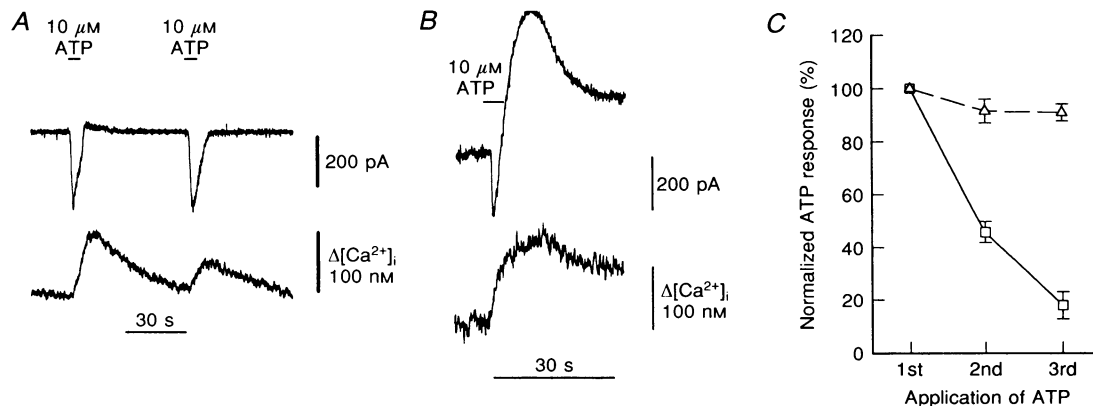 A
10 µM
ATP
10 µM
ATP
200 pA
Δ[Ca²⁺]ᵢ
100 nM
30 s
B
10 µM
ATP
200 pA
Δ[Ca²⁺]ᵢ
100 nM
30 s
C
Normalized ATP response (%)
120
100
80
60
40
20
0
1st
2nd
3rd
Application of ATP